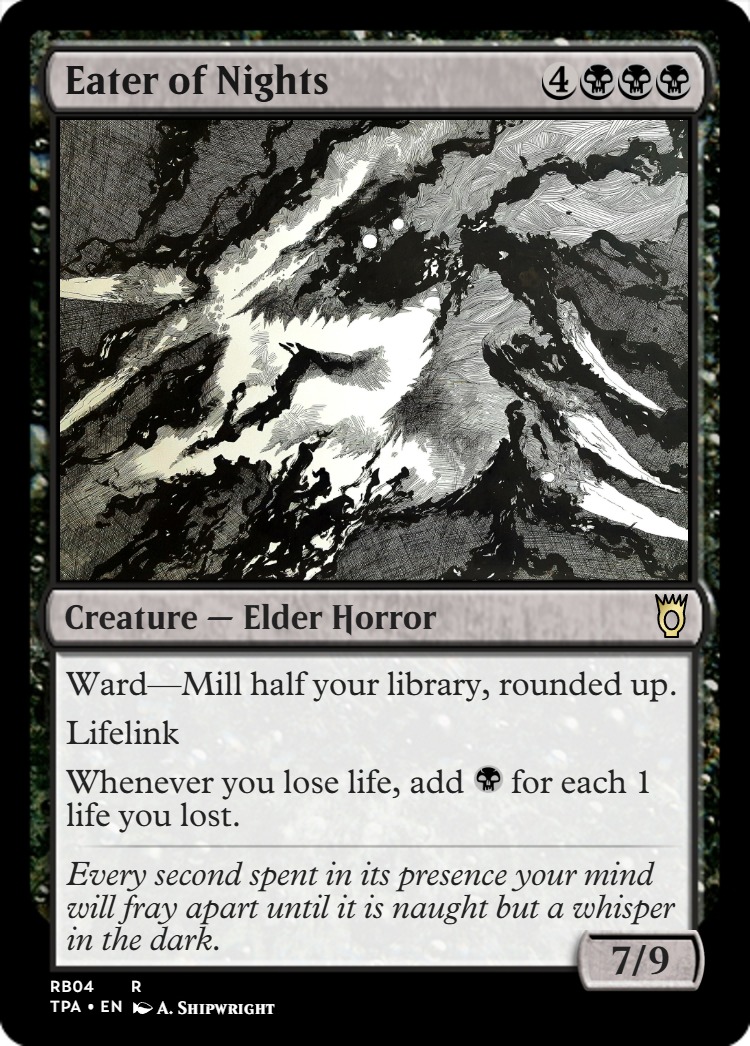 Eater of Nights 4
Creature — Elder Horror
Ward—Mill half your library, rounded up.
Lifelink
Whenever you lose life, add for each 1
life you lost.
Every second spent in its presence your mind
will fray apart until it is naught but a whisper
in the dark.
7/9
RB04 R
TPA • EN A. Shipwright